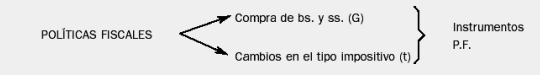 POLÍTICAS FISCALES
Compra de bs. y ss. (G)
Cambios en el tipo impositivo (t)
Instrumentos
P.F.